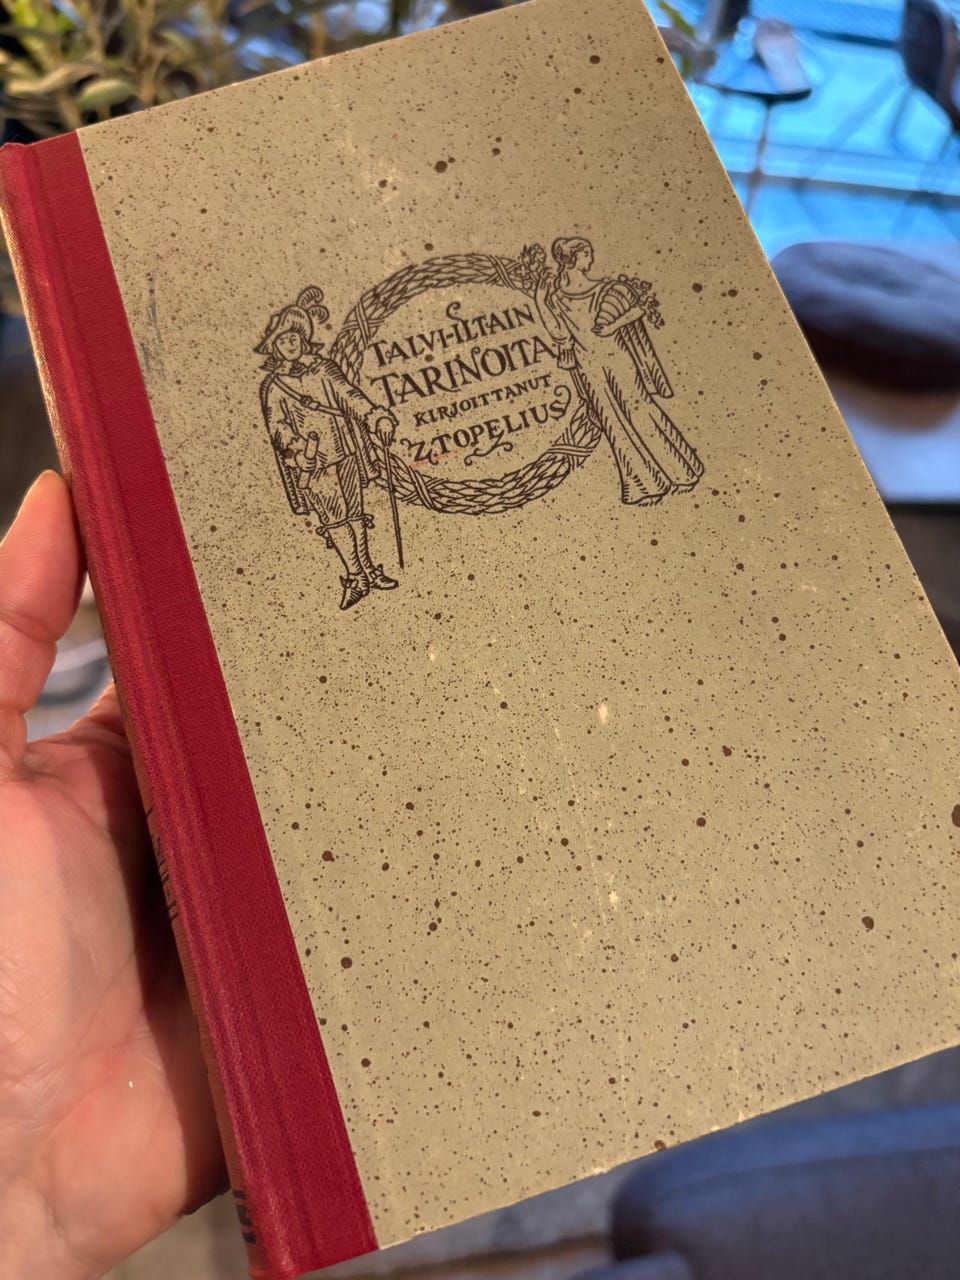 TALVI-ILTAIN
TARINOITA
KIRJOITTANUT
Z. TOPELIUS